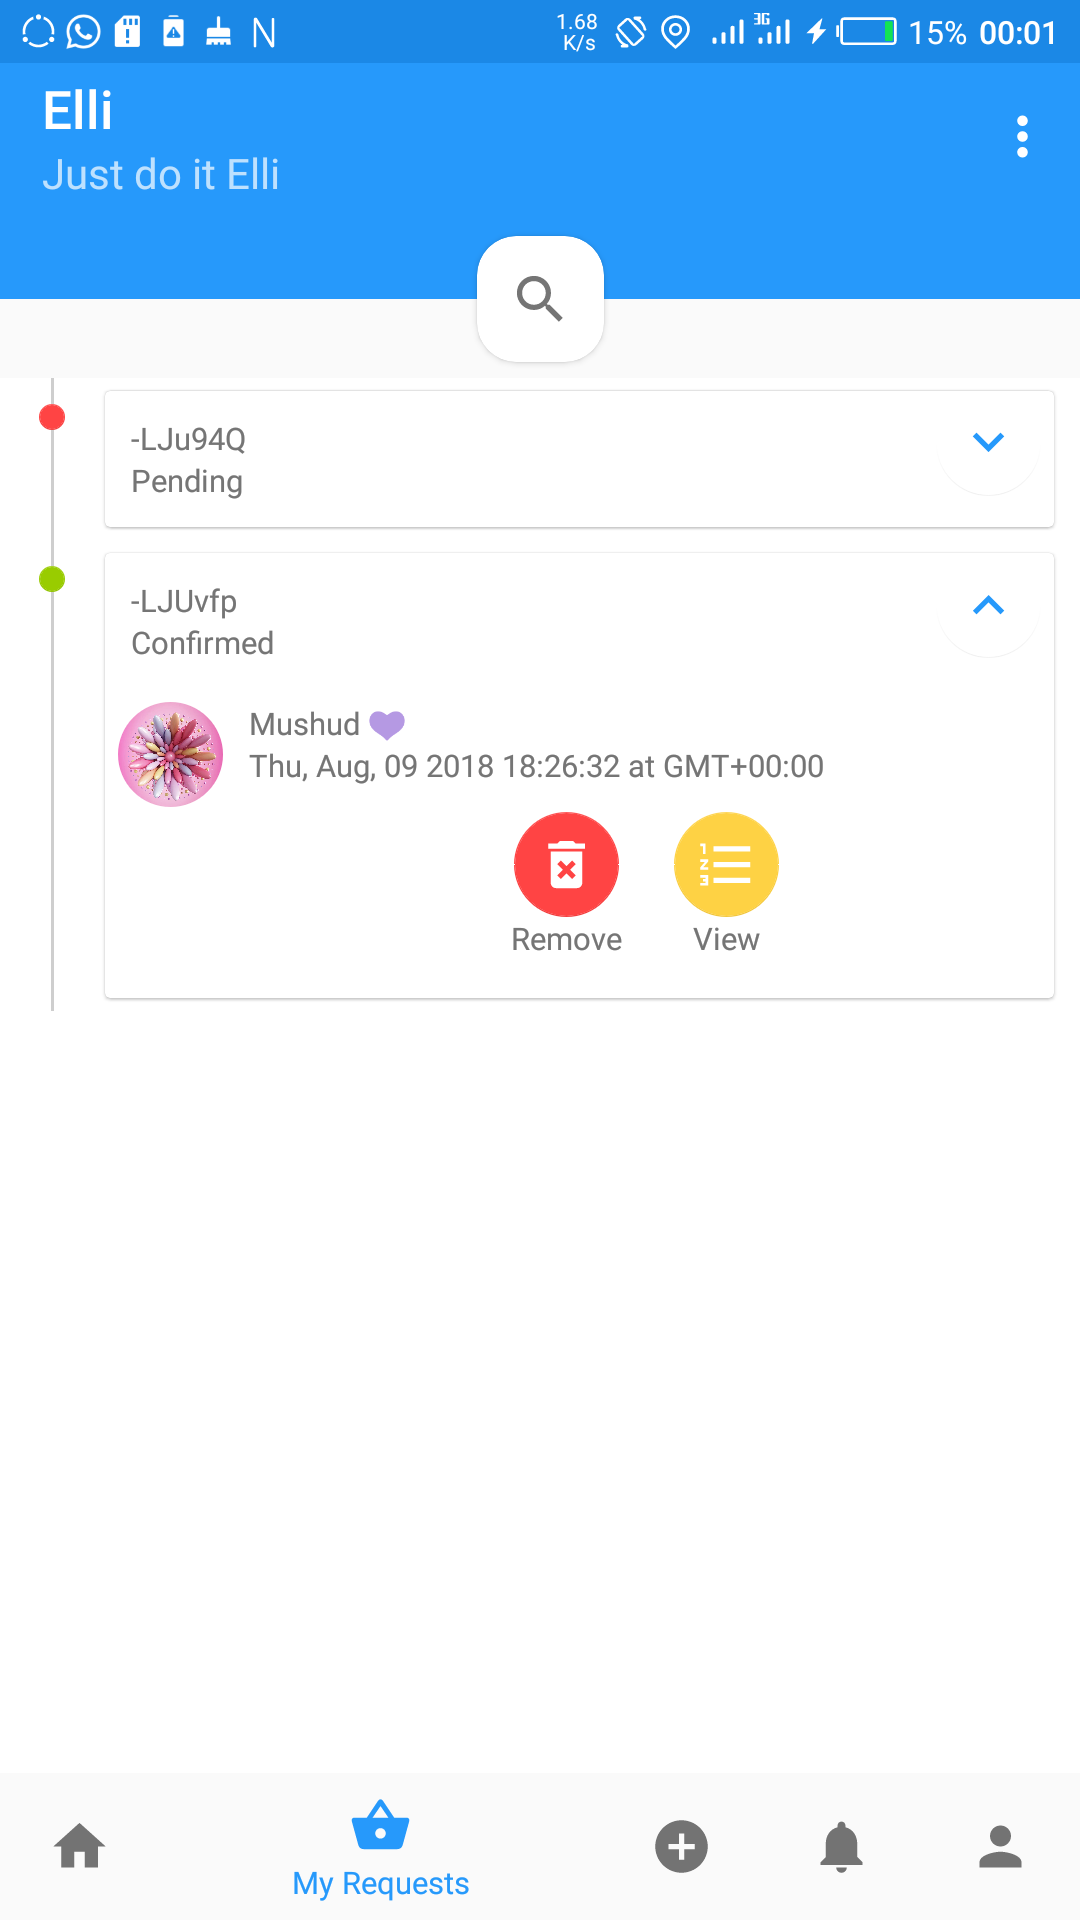 1.68 K/s 3G 15% 00:01
Elli
Just do it Elli
-LJu94Q
Pending
-LJUvfp
Confirmed
Mushud 💜
Thu, Aug, 09 2018 18:26:32 at GMT+00:00
Remove View
My Requests